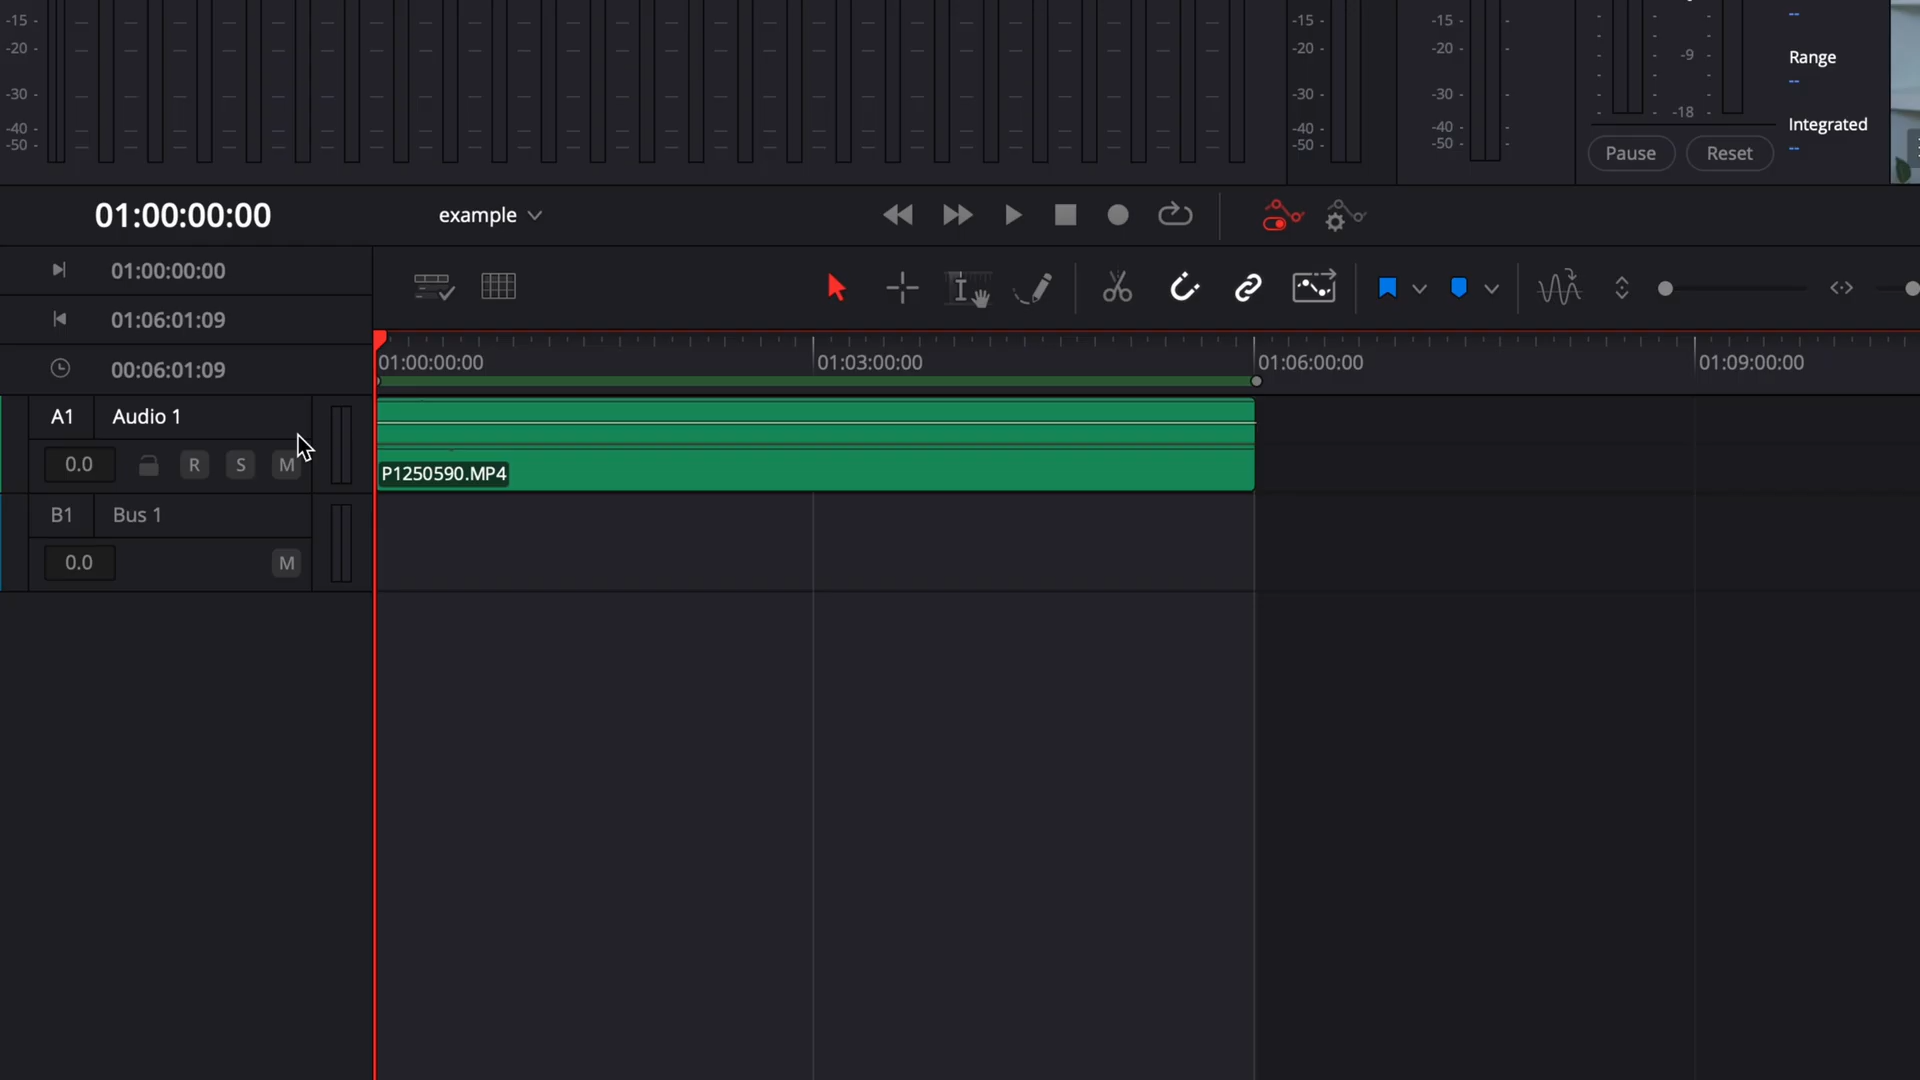 -15 -
-20 -
-30 -
-40 -
-50 -
-15 -
-20 -
-30 -
-40 -
-50 -
-15 -
-20 -
-30 -
-40 -
-50 -
-9
-18
Pause
Reset
--
Range
--
Integrated
--
01:00:00:00
example
01:00:00:00
01:06:01:09
00:06:01:09
01:00:00:00
01:03:00:00
01:06:00:00
01:09:00:00
A1 Audio 1
0.0 R S M
P1250590.MP4
B1 Bus 1
0.0 M